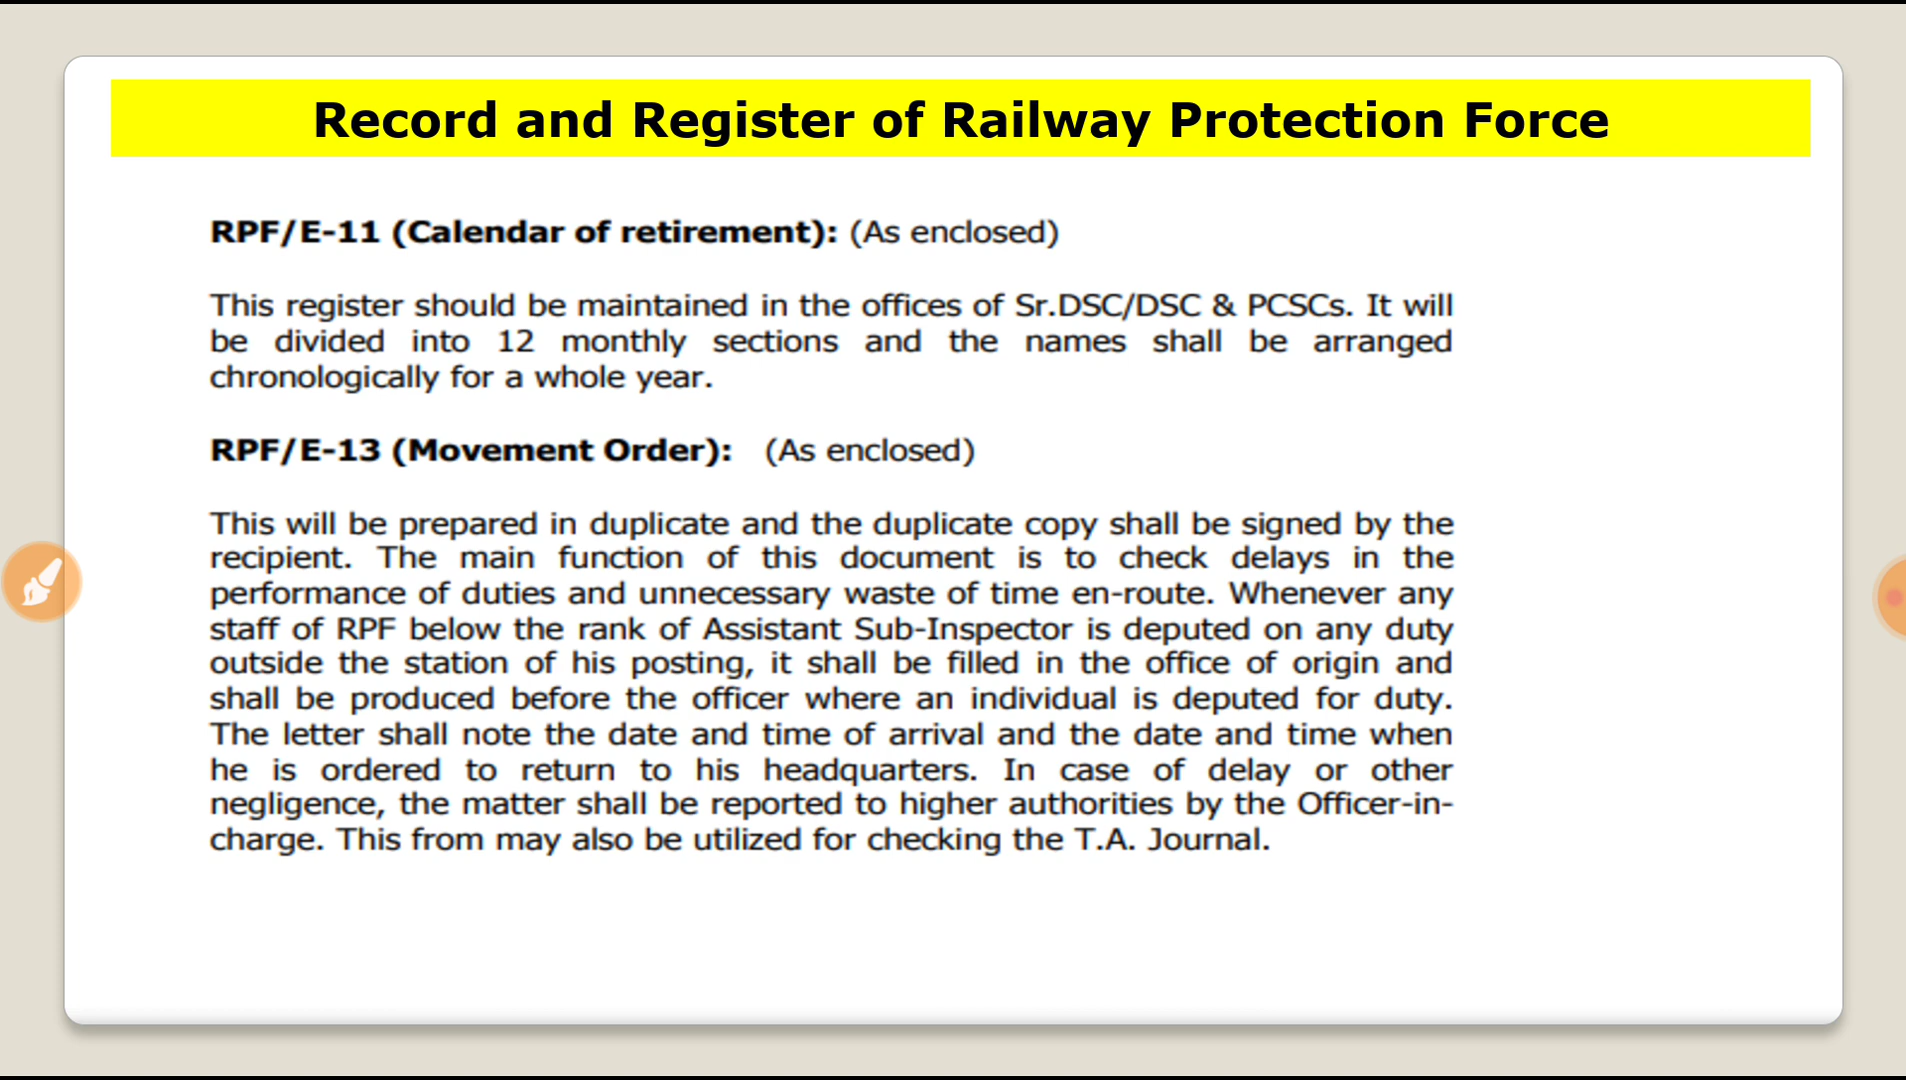 Record and Register of Railway Protection Force
RPF/E-11 (Calendar of retirement): (As enclosed)
This register should be maintained in the offices of Sr.DSC/DSC & PCSCs. It will
be divided into 12 monthly sections and the names shall be arranged
chronologically for a whole year.
RPF/E-13 (Movement Order): (As enclosed)
This will be prepared in duplicate and the duplicate copy shall be signed by the
recipient. The main function of this document is to check delays in the
performance of duties and unnecessary waste of time en-route. Whenever any
staff of RPF below the rank of Assistant Sub-Inspector is deputed on any duty
outside the station of his posting, it shall be filled in the office of origin and
shall be produced before the officer where an individual is deputed for duty.
The letter shall note the date and time of arrival and the date and time when
he is ordered to return to his headquarters. In case of delay or other
negligence, the matter shall be reported to higher authorities by the Officer-in-
charge. This from may also be utilized for checking the T.A. Journal.